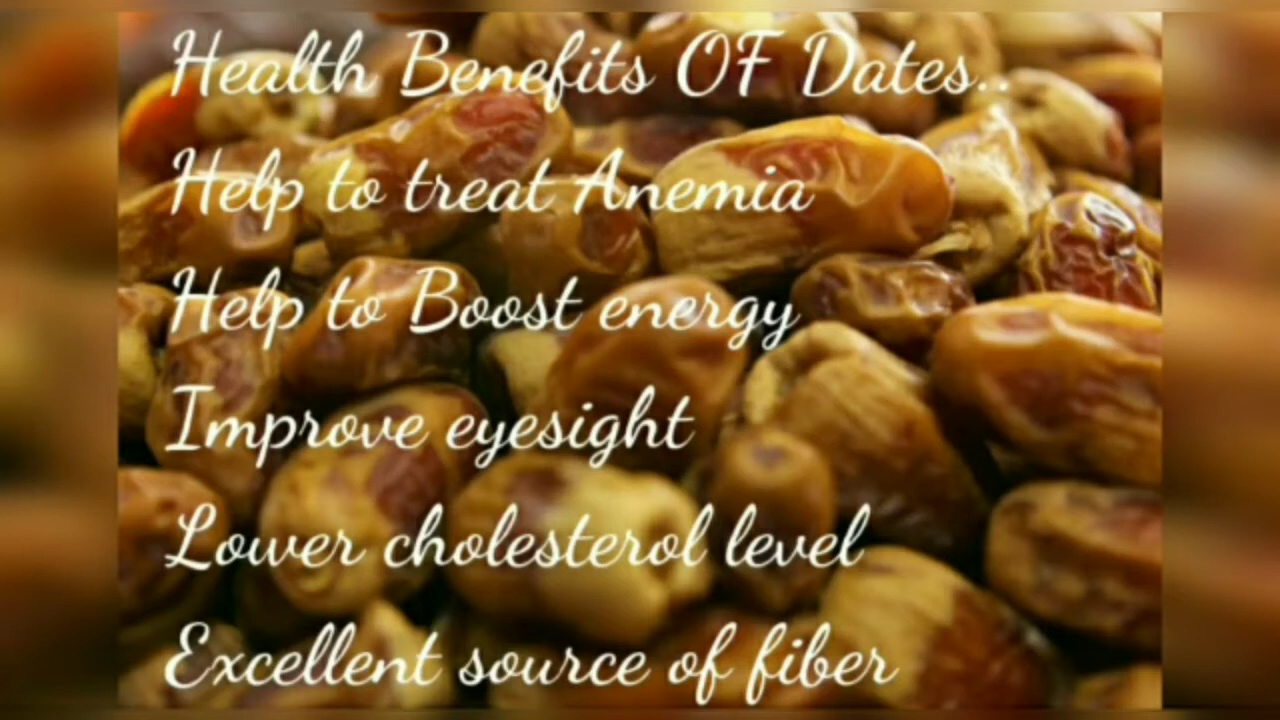 Health Benefits OF Dates..
Help to treat Anemia
Help to Boost energy
Improve eyesight
Lower cholesterol level
Excellent source of fiber